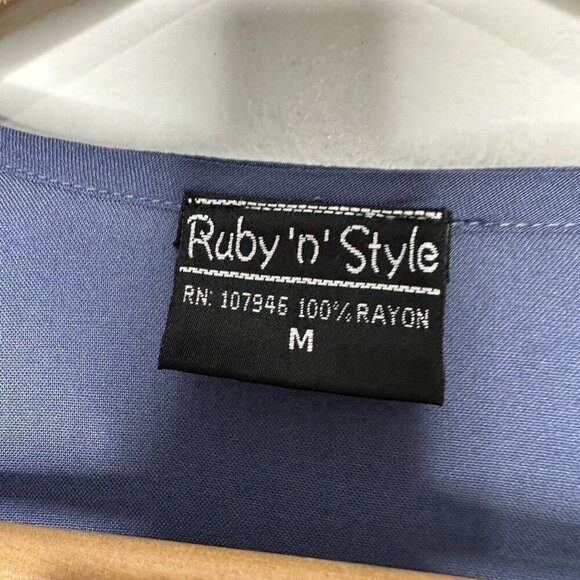 Ruby 'n' Style
RN: 107946 100% RAYON
M